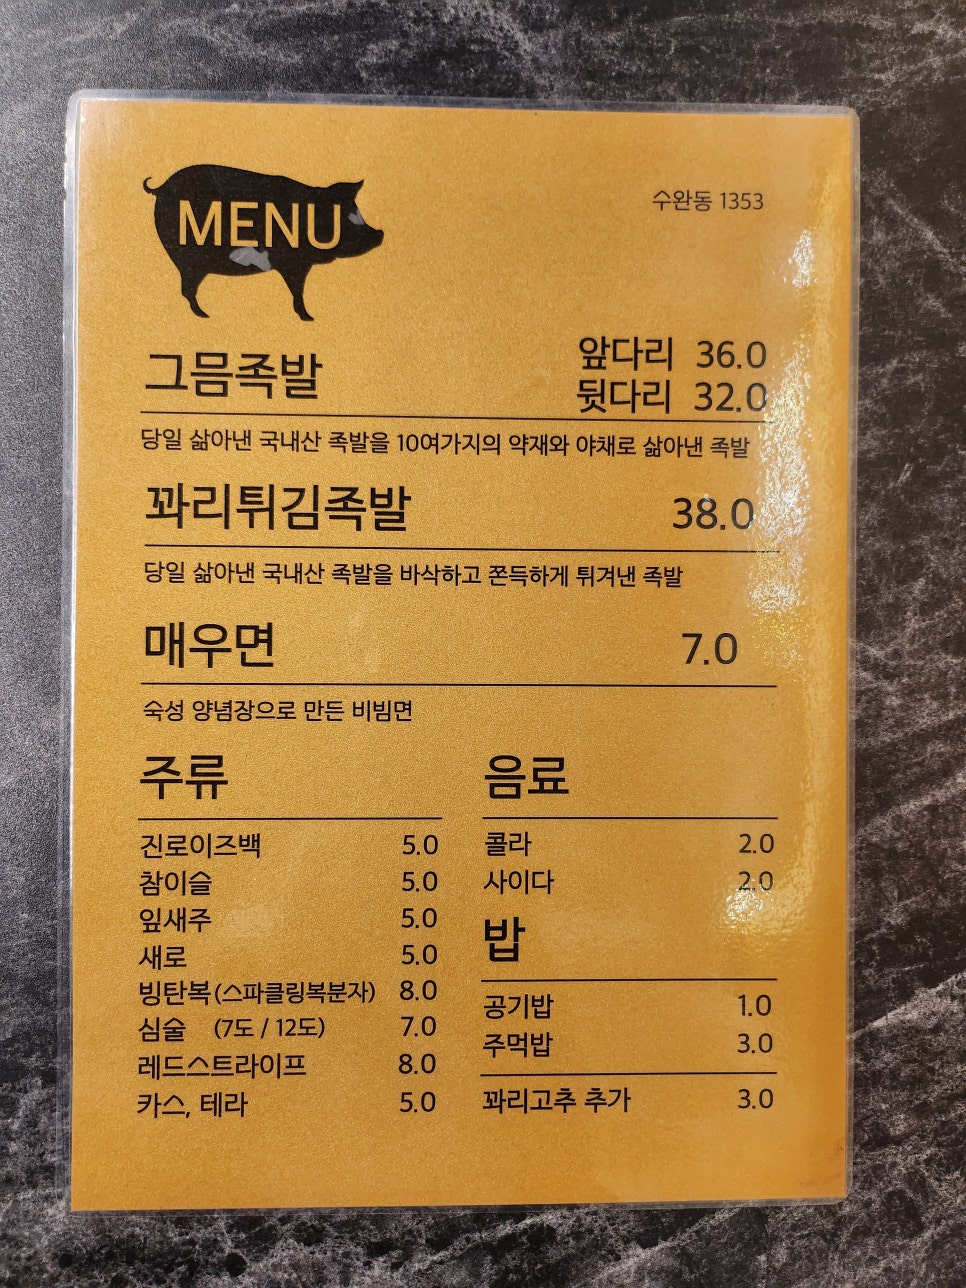 MENU
수완동 1353
그믐족발
앞다리 36.0
뒷다리 32.0
당일 삶아낸 국내산 족발을 10여가지의 약재와 야채로 삶아낸 족발
꽈리튀김족발 38.0
당일 삶아낸 국내산 족발을 바삭하고 쫀득하게 튀겨낸 족발
매우면 7.0
숙성 양념장으로 만든 비빔면
주류
진로이즈백 5.0
참이슬 5.0
잎새주 5.0
새로 5.0
빙탄복(스파클링복분자) 8.0
심술 (7도 / 12도) 7.0
레드스트라이프 8.0
카스, 테라 5.0
음료
콜라 2.0
사이다 2.0
밥
공기밥 1.0
주먹밥 3.0
꽈리고추 추가 3.0